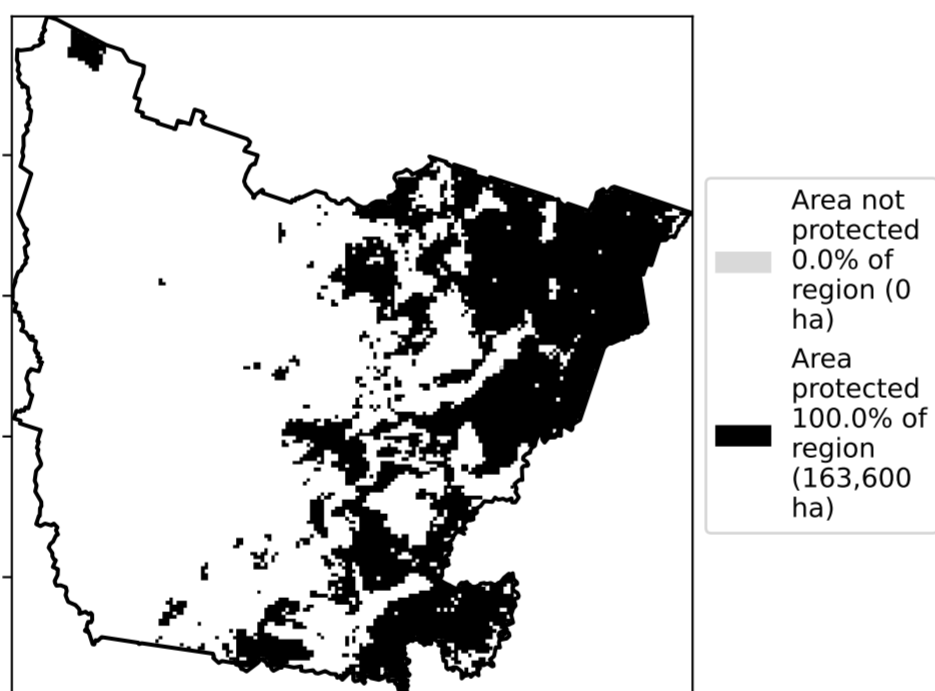 Area not
protected
0.0% of
region (0
ha)
Area
protected
100.0% of
region
(163,600
ha)